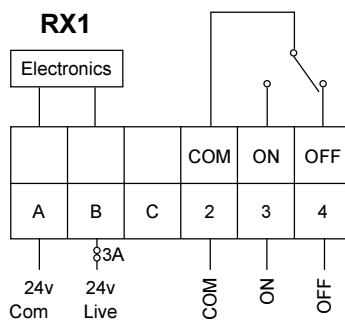 RX1
Electronics
COM ON OFF
A B C 2 3 4
3A
24v 24v COM ON OFF
Com Live